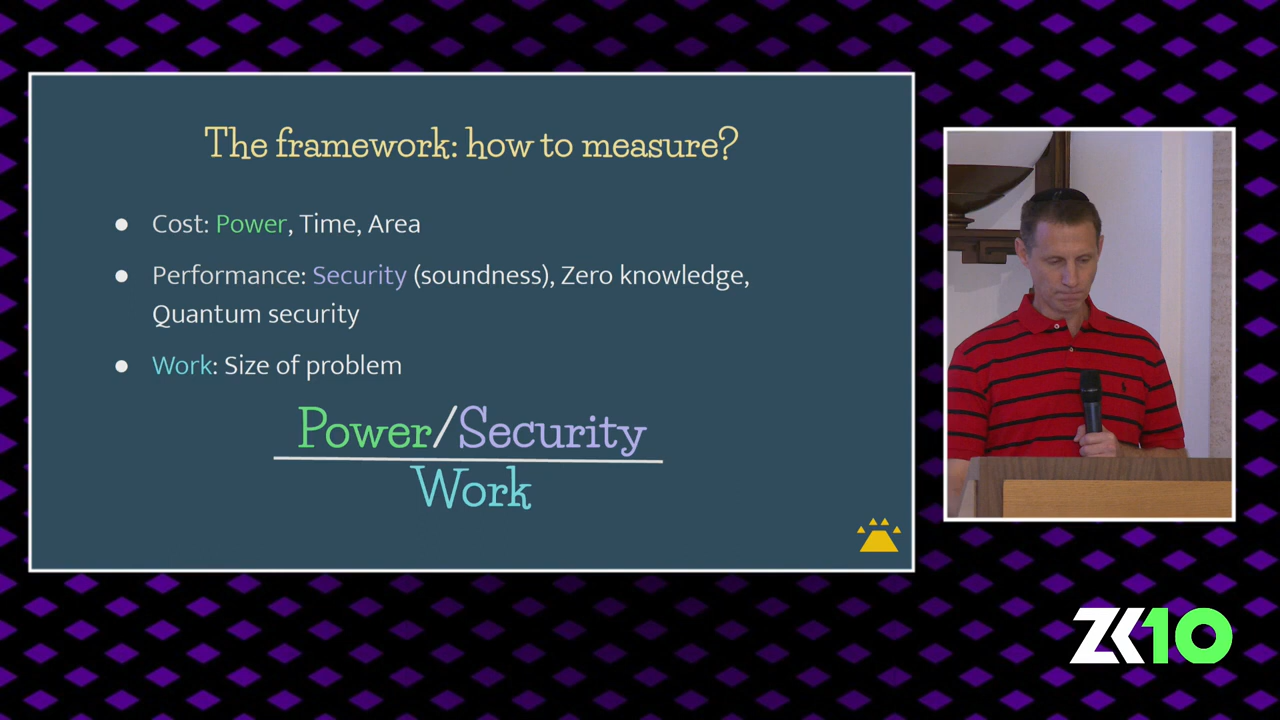 The framework: how to measure?
● Cost: Power, Time, Area
● Performance: Security (soundness), Zero knowledge,
Quantum security
● Work: Size of problem
Power/Security
Work
ZK10